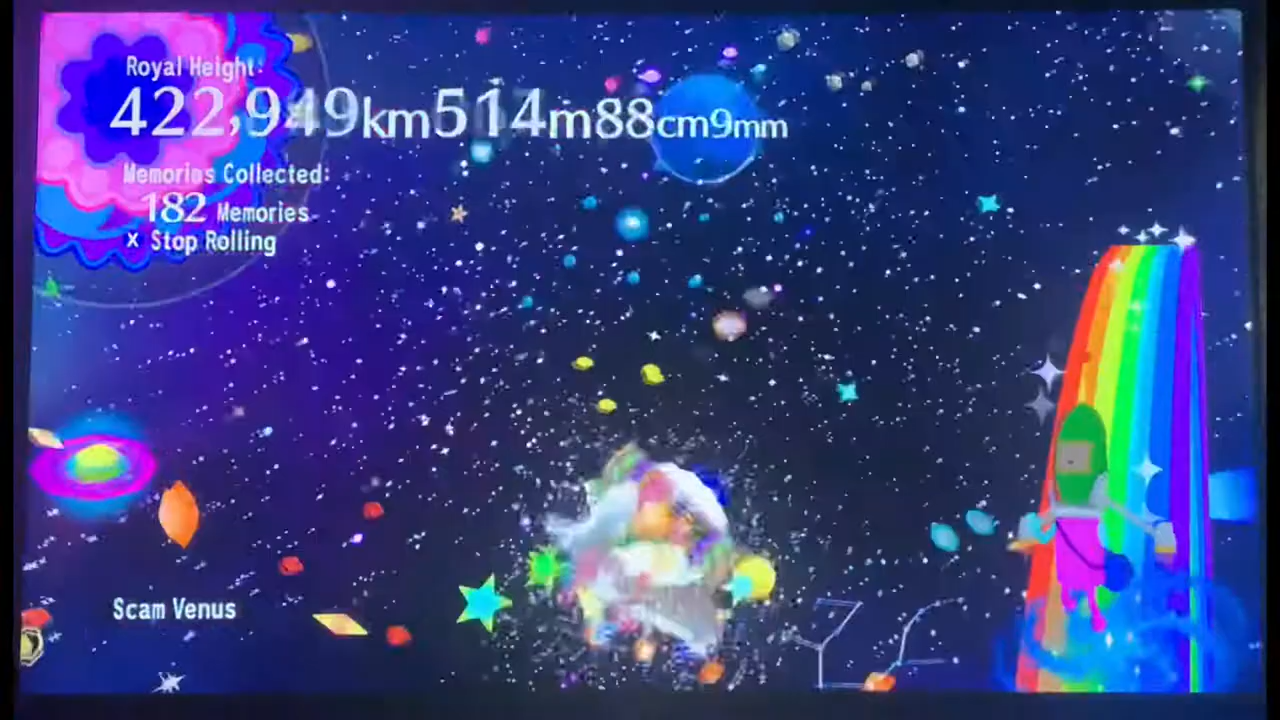 Royal Height:
422,949km514m88cm9mm
Memories Collected:
182 Memories
× Stop Rolling
Scam Venus